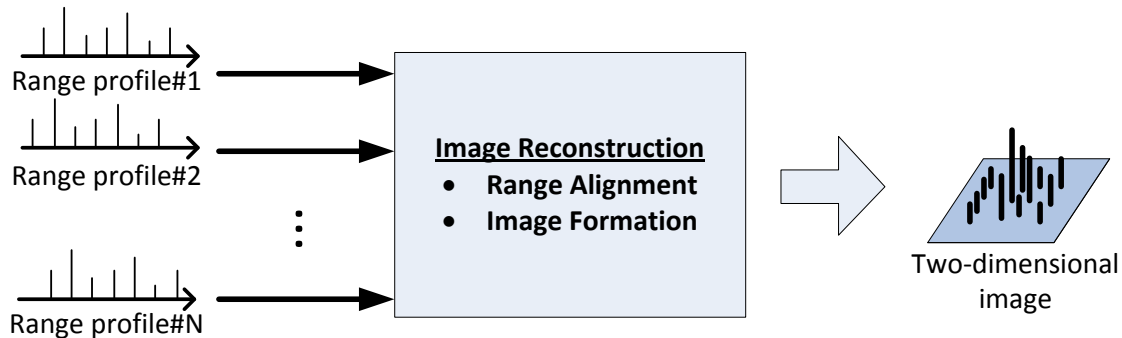 Range profile#1
Range profile#2
Range profile#N
Image Reconstruction
• Range Alignment
• Image Formation
Two-dimensional
image